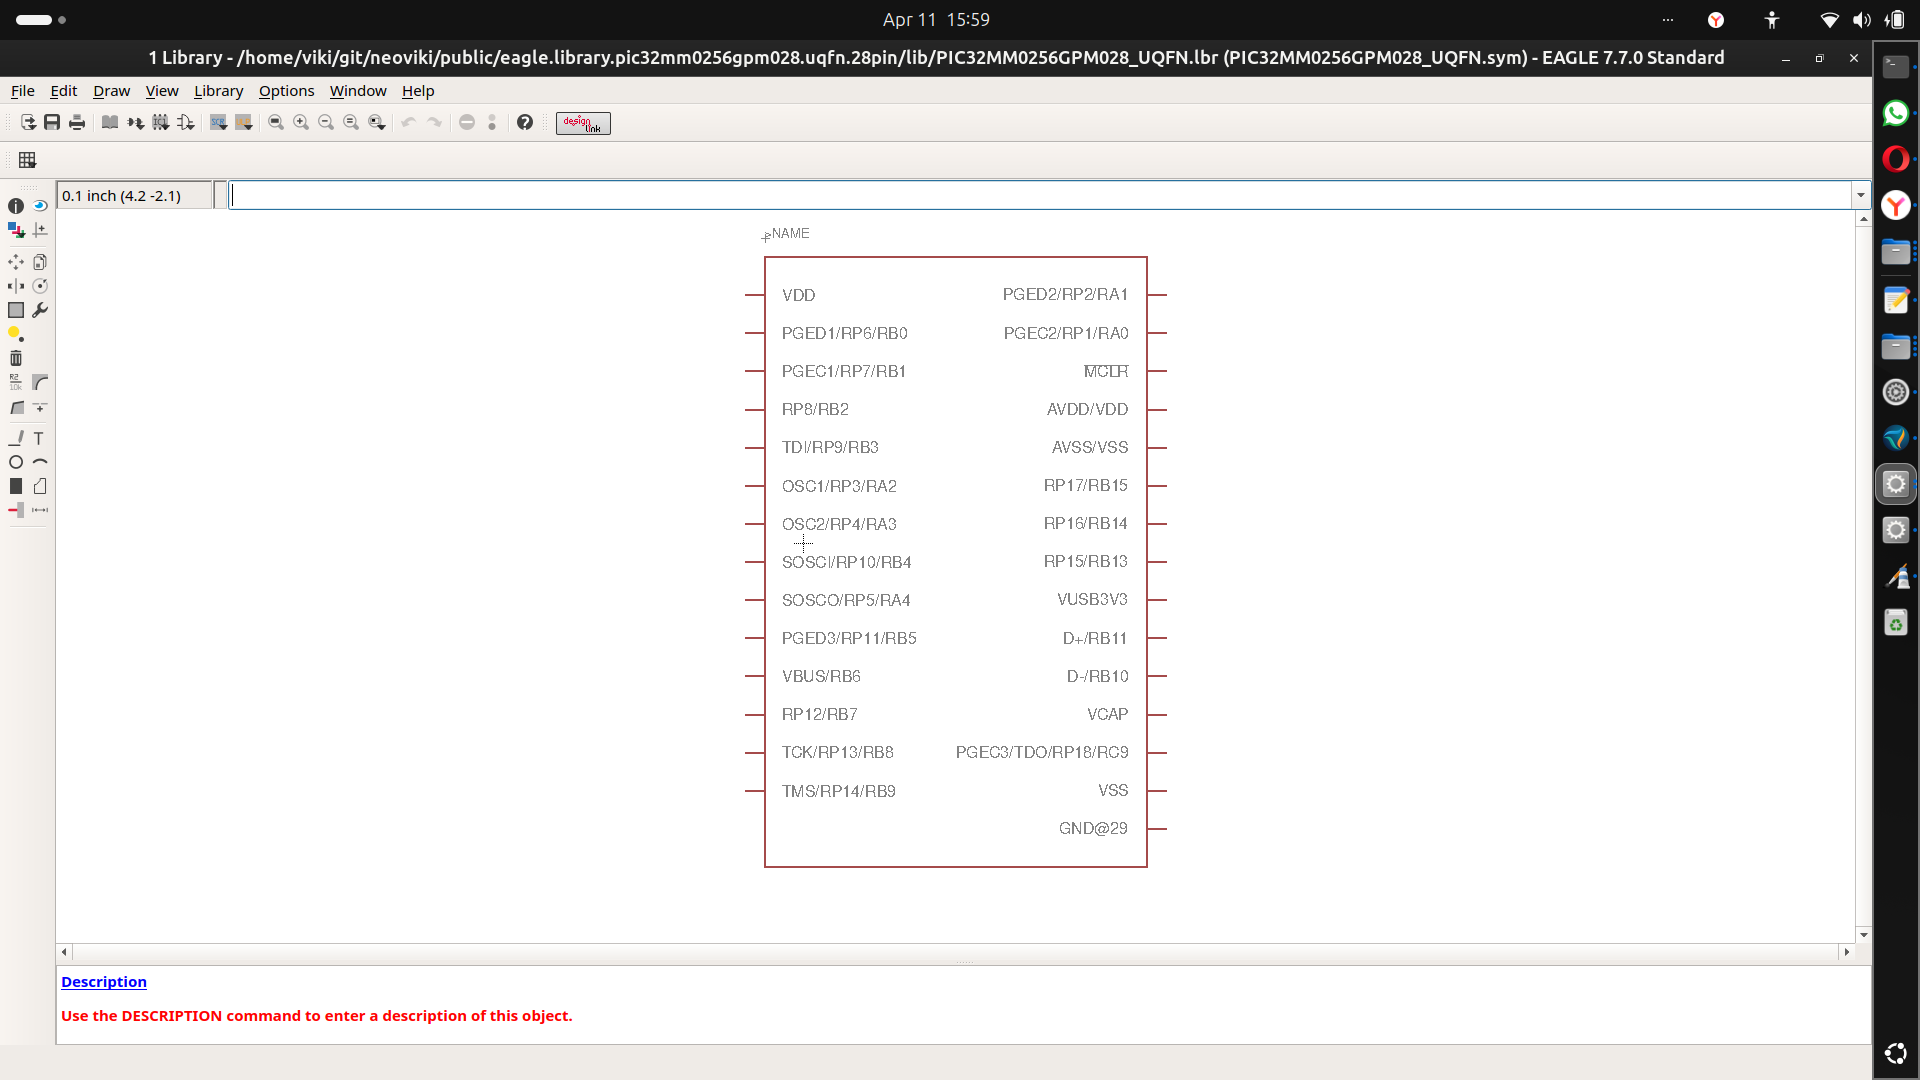 Apr 11 15:59
1 Library - /home/viki/git/neoviki/public/eagle.library.pic32mm0256gpm028.uqfn.28pin/lib/PIC32MM0256GPM028_UQFN.lbr (PIC32MM0256GPM028_UQFN.sym) - EAGLE 7.7.0 Standard
File Edit Draw View Library Options Window Help
design link
0.1 inch (4.2 -2.1)
>NAME
VDD PGED2/RP2/RA1
PGED1/RP6/RB0 PGEC2/RP1/RA0
PGEC1/RP7/RB1 MCLR
RP8/RB2 AVDD/VDD
TDI/RP9/RB3 AVSS/VSS
OSC1/RP3/RA2 RP17/RB15
OSC2/RP4/RA3 RP16/RB14
SOSCI/RP10/RB4 RP15/RB13
SOSCO/RP5/RA4 VUSB3V3
PGED3/RP11/RB5 D+/RB11
VBUS/RB6 D-/RB10
RP12/RB7 VCAP
TCK/RP13/RB8 PGEC3/TDO/RP18/RC9
TMS/RP14/RB9 VSS
GND@29
Description
Use the DESCRIPTION command to enter a description of this object.